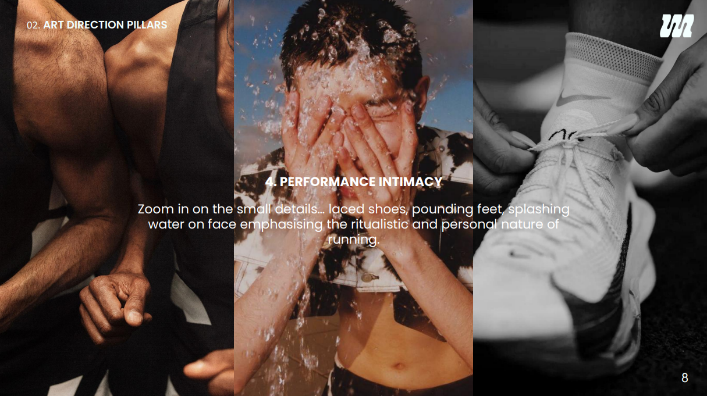 02. ART DIRECTION PILLARS
4. PERFORMANCE INTIMACY
Zoom in on the small details... laced shoes, pounding feet, splashing
water on face emphasising the ritualistic and personal nature of
running.
8